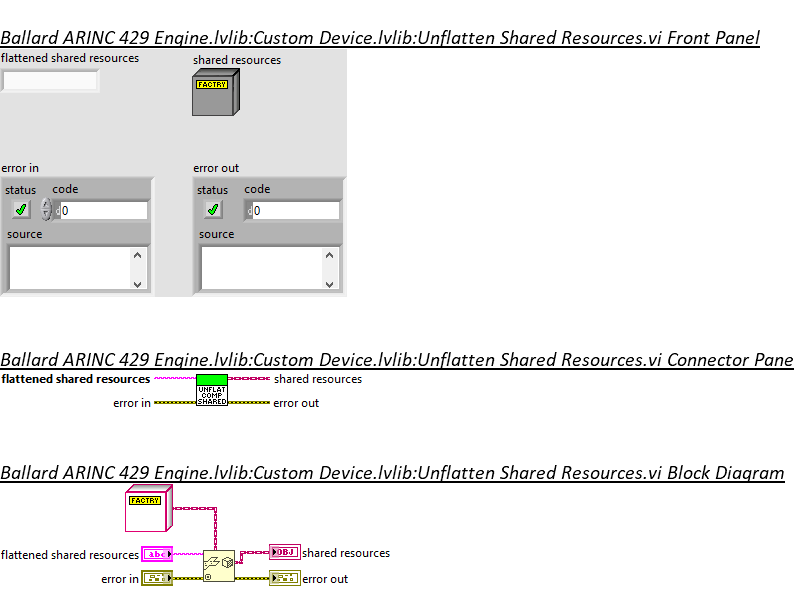 Ballard ARINC 429 Engine.lvlib:Custom Device.lvlib:Unflatten Shared Resources.vi Front Panel
flattened shared resources
shared resources
FACTRY
error in
error out
status code
status code
d0
d0
source
source
Ballard ARINC 429 Engine.lvlib:Custom Device.lvlib:Unflatten Shared Resources.vi Connector Pane
flattened shared resources
shared resources
UNFLAT
COMP
SHARED
error in
error out
Ballard ARINC 429 Engine.lvlib:Custom Device.lvlib:Unflatten Shared Resources.vi Block Diagram
FACTRY
flattened shared resources
abc
OBJ
shared resources
error in
error out